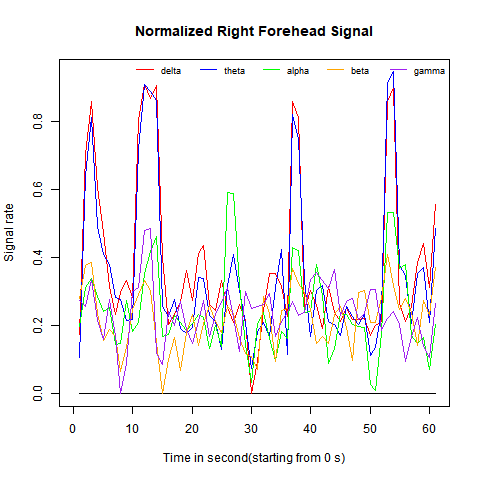 Normalized Right Forehead Signal
delta theta alpha beta gamma
Signal rate
0.8
0.6
0.4
0.2
0.0
0 10 20 30 40 50 60
Time in second(starting from 0 s)